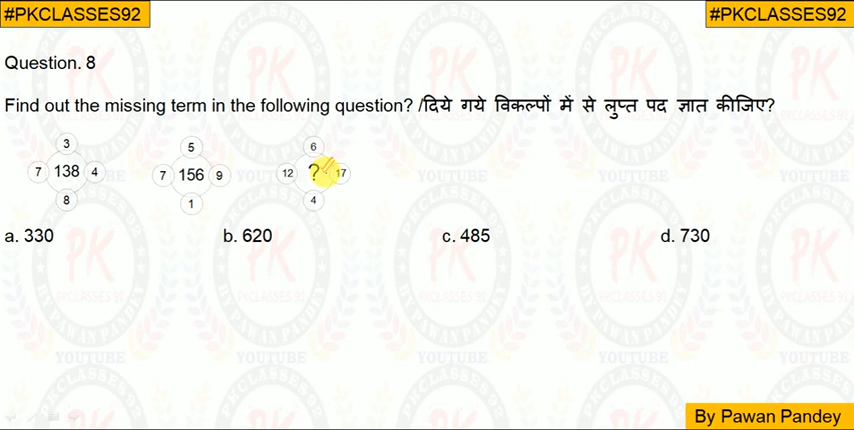 #PKCLASSES92 #PKCLASSES92
Question. 8
Find out the missing term in the following question? /दिये गये विकल्पों में से लुप्त पद ज्ञात कीजिए?
3 5 6
7 138 4 7 156 9 12 ? 17
8 1 4
a. 330 b. 620 c. 485 d. 730
By Pawan Pandey